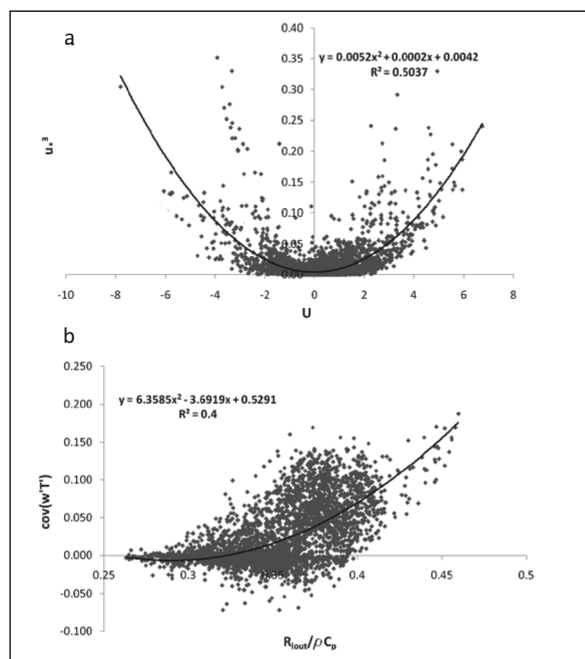 a
0.40
y = 0.0052x² + 0.0002x + 0.0042
R² = 0.5037
0.35
0.30
0.25
0.20
0.15
0.10
0.05
0.00
u*³
-10 -8 -6 -4 -2 0 2 4 6 8
U
b
0.250
0.200
y = 6.3585x² - 3.6919x + 0.5291
R² = 0.4
0.150
0.100
0.050
0.000
-0.050
-0.100
cov(w'T')
0.25 0.3 0.35 0.4 0.45 0.5
R_lout/ρC_p